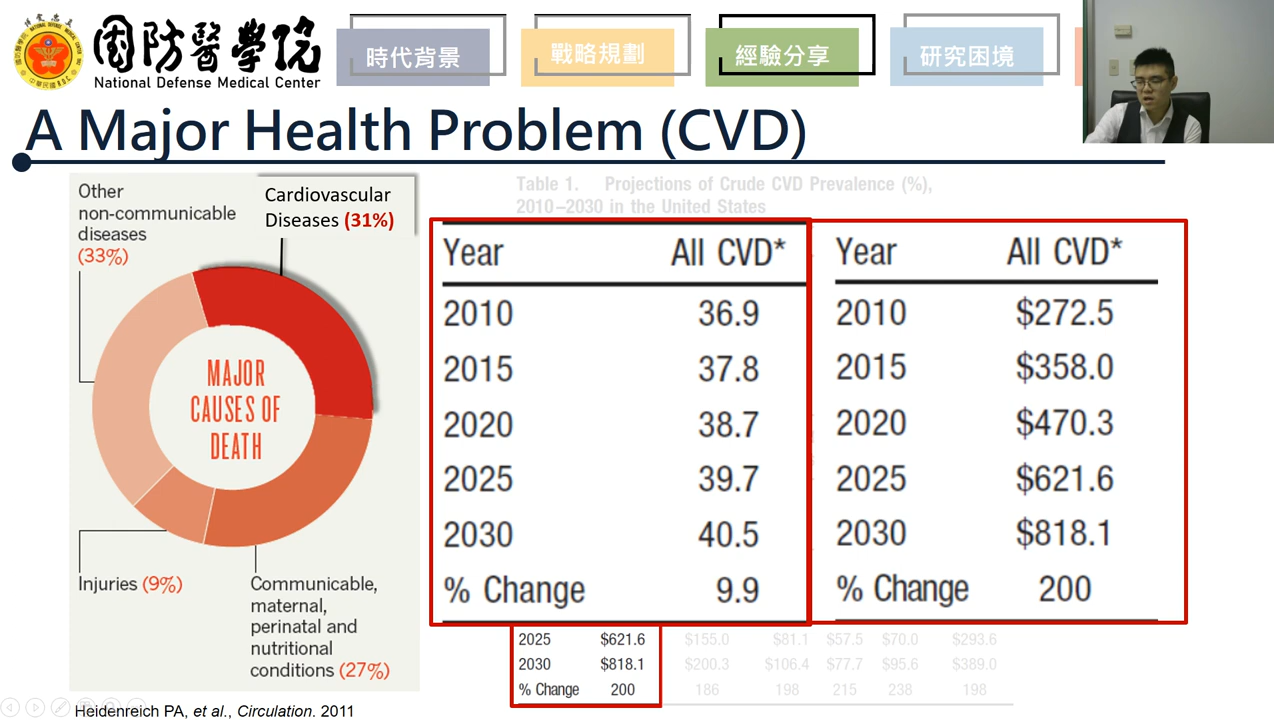 國防醫學院
National Defense Medical Center
時代背景
戰略規劃
經驗分享
研究困境
A Major Health Problem (CVD)
Other
non-communicable
diseases
(33%)
Cardiovascular
Diseases (31%)
MAJOR
CAUSES OF
DEATH
Injuries (9%)
Communicable,
maternal,
perinatal and
nutritional
conditions (27%)
Table 1. Projections of Crude CVD Prevalence (%),
2010–2030 in the United States
Year All CVD*
2010 36.9
2015 37.8
2020 38.7
2025 39.7
2030 40.5
% Change 9.9
Year All CVD*
2010 $272.5
2015 $358.0
2020 $470.3
2025 $621.6
2030 $818.1
% Change 200
2025 $621.6 $155.0 $81.1 $57.5 $70.0 $293.6
2030 $818.1 $200.3 $106.4 $77.7 $95.6 $389.0
% Change 200 186 198 215 238 198
Heidenreich PA, et al., Circulation. 2011